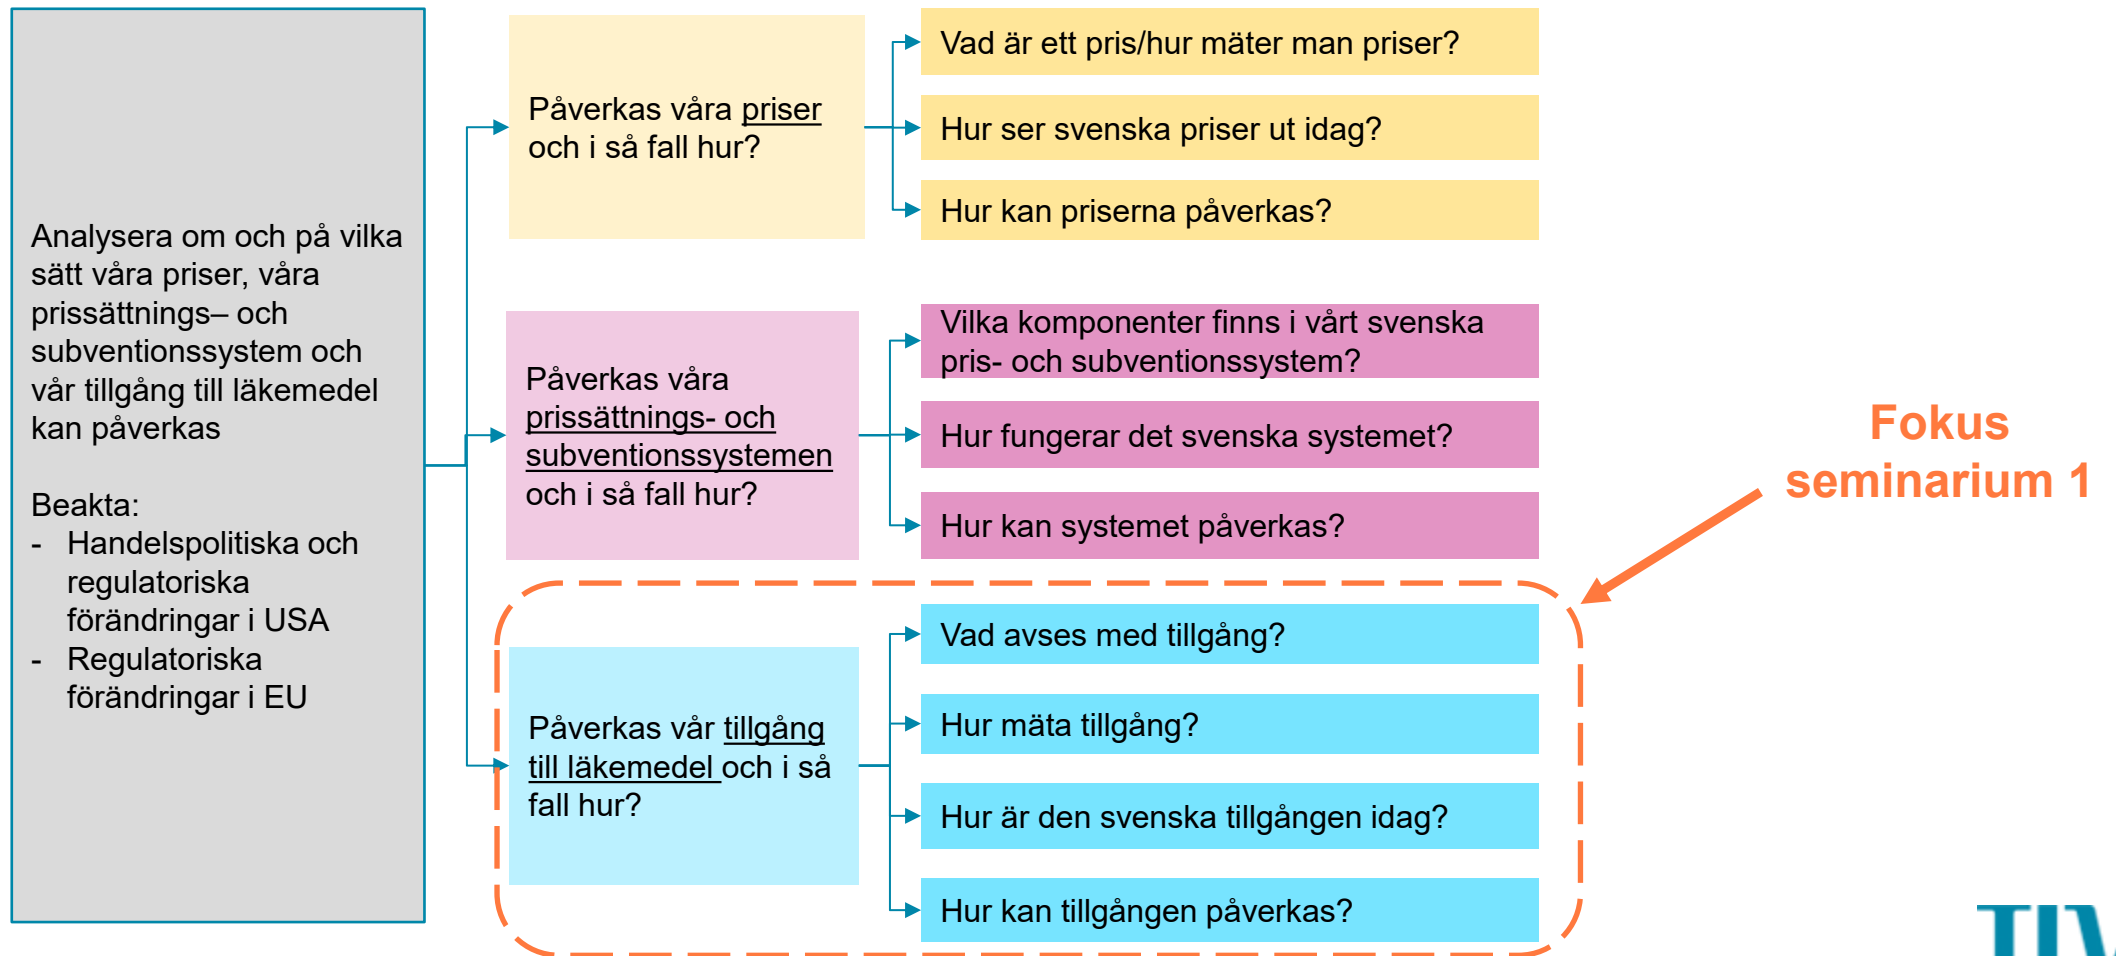 Analysera om och på vilka
sätt våra priser, våra
prissättnings– och
subventionssystem och
vår tillgång till läkemedel
kan påverkas
Beakta:
- Handelspolitiska och
regulatoriska
förändringar i USA
- Regulatoriska
förändringar i EU
Påverkas våra priser
och i så fall hur?
Vad är ett pris/hur mäter man priser?
Hur ser svenska priser ut idag?
Hur kan priserna påverkas?
Påverkas våra
prissättnings- och
subventionssystemen
och i så fall hur?
Vilka komponenter finns i vårt svenska
pris- och subventionssystem?
Hur fungerar det svenska systemet?
Hur kan systemet påverkas?
Påverkas vår tillgång
till läkemedel och i så
fall hur?
Vad avses med tillgång?
Hur mäta tillgång?
Hur är den svenska tillgången idag?
Hur kan tillgången påverkas?
Fokus
seminarium 1